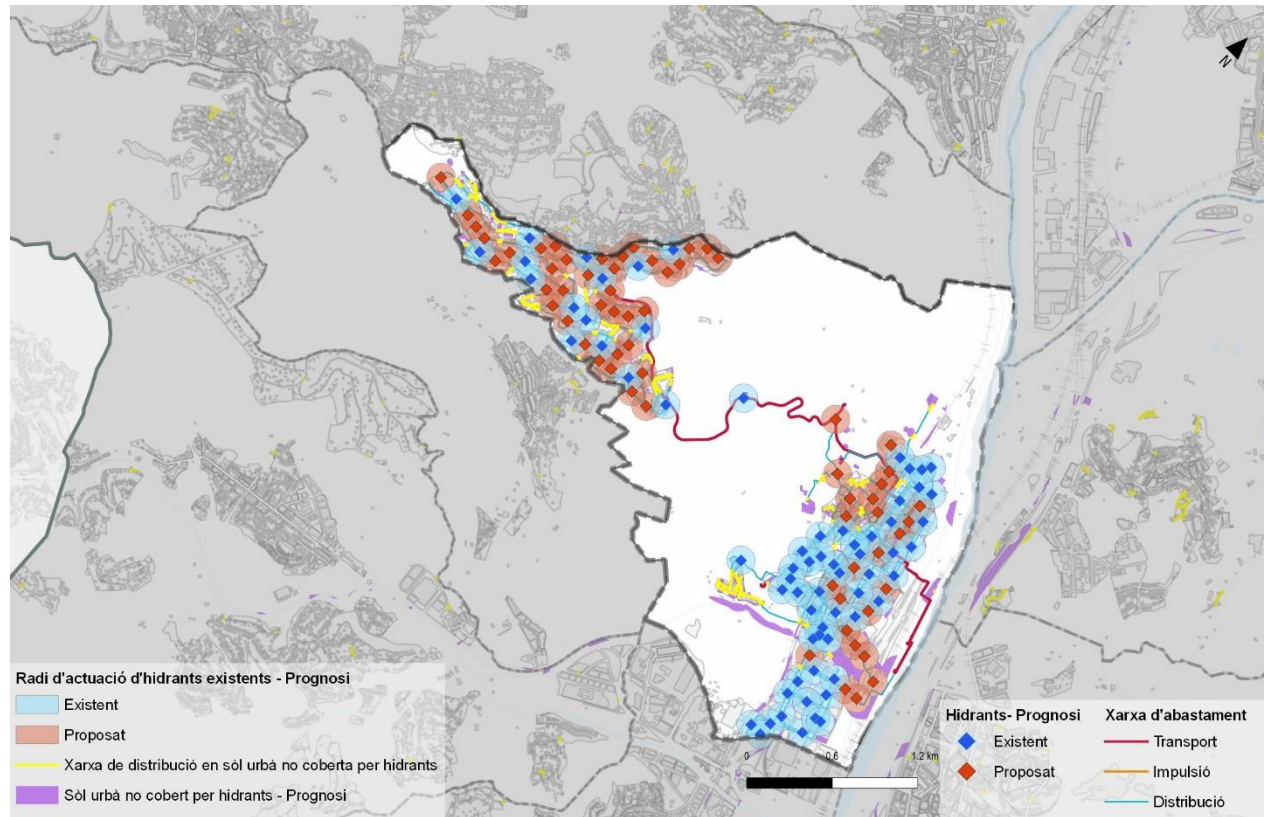 N
Radi d'actuació d'hidrants existents - Prognosi
Existent
Proposat
Xarxa de distribució en sòl urbà no coberta per hidrants
Sòl urbà no cobert per hidrants - Prognosi
0 0.6 1.2 km
Hidrants- Prognosi
Existent
Proposat
Xarxa d'abastament
Transport
Impulsió
Distribució